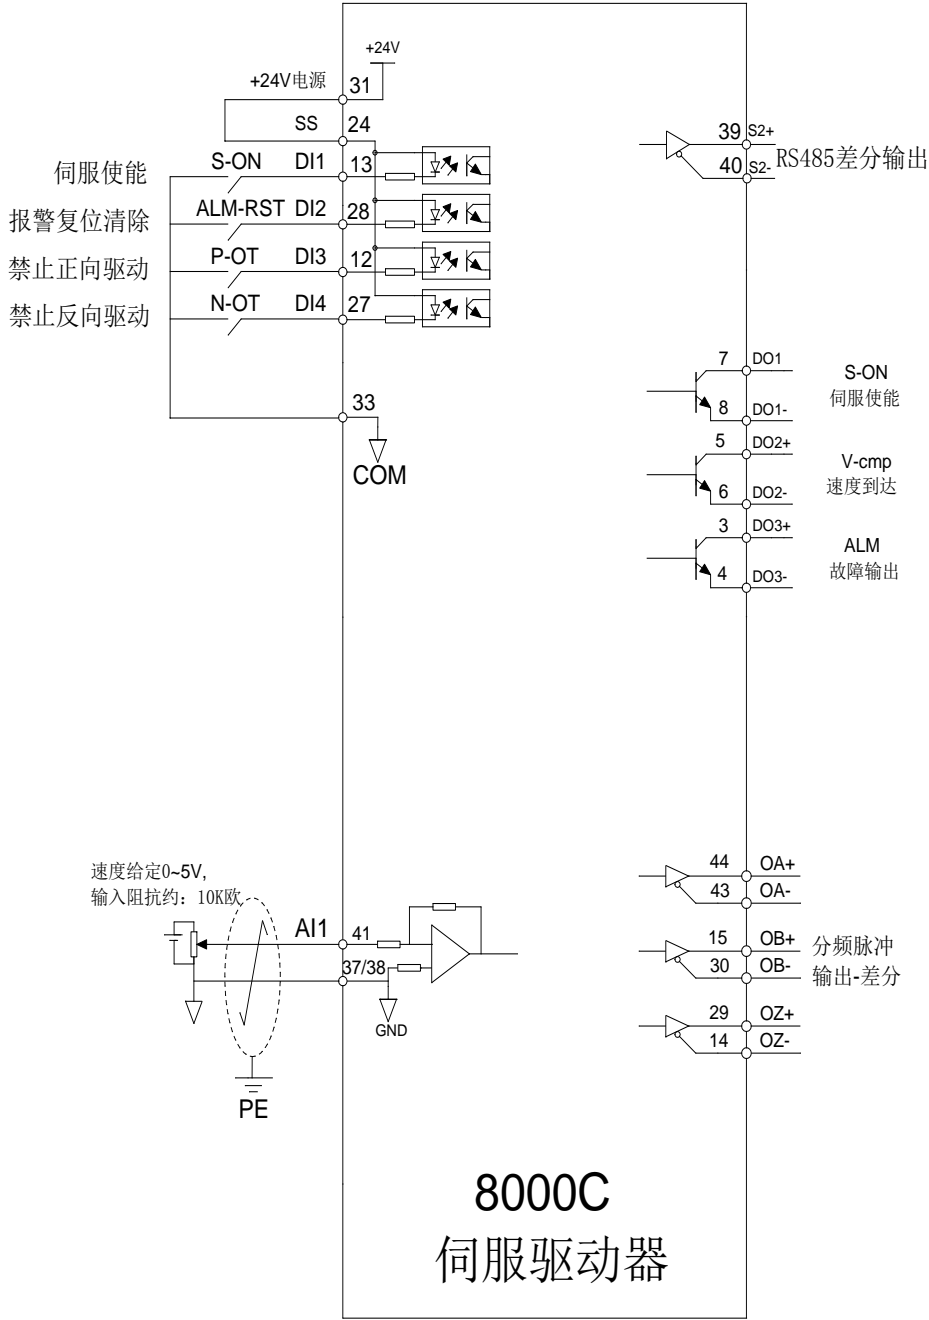 +24V
+24V电源 31
SS 24
伺服使能 S-ON DI1 13
报警复位清除 ALM-RST DI2 28
禁止正向驱动 P-OT DI3 12
禁止反向驱动 N-OT DI4 27
33
COM
39 S2+
40 S2-
RS485差分输出
7 DO1
8 DO1-
S-ON
伺服使能
5 DO2+
6 DO2-
V-cmp
速度到达
3 DO3+
4 DO3-
ALM
故障输出
速度给定0~5V,
输入阻抗约：10K欧
AI1 41
37/38
GND
PE
44 OA+
43 OA-
15 OB+
30 OB-
分频脉冲
输出-差分
29 OZ+
14 OZ-
8000C
伺服驱动器